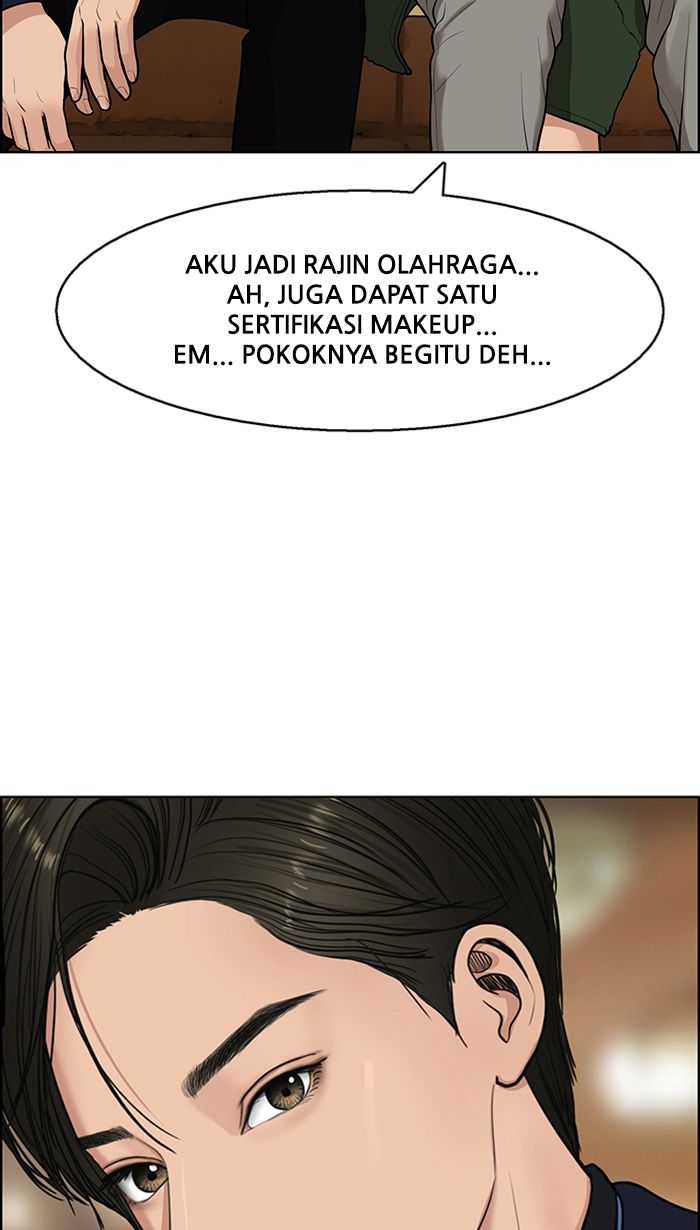 AKU JADI RAJIN OLAHRAGA...
AH, JUGA DAPAT SATU
SERTIFIKASI MAKEUP...
EM... POKOKNYA BEGITU DEH...